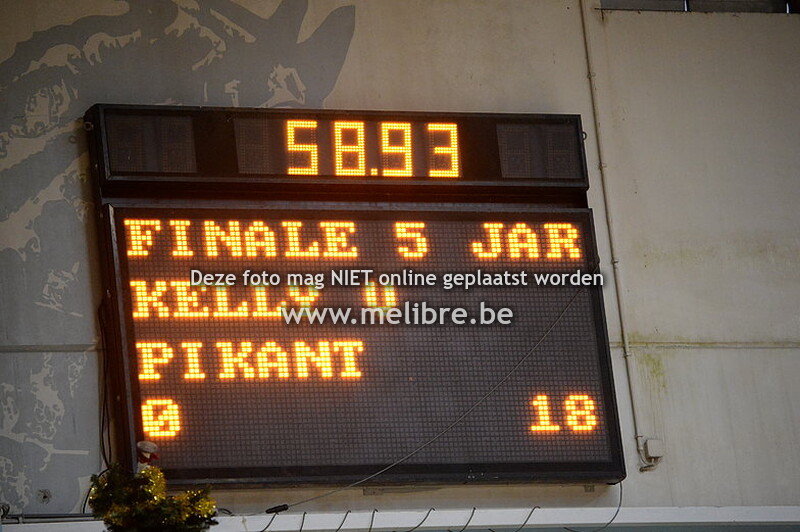 58.93
FINALE 5 JAR
Deze foto mag NIET online geplaatst worden
KELLY V
www.melibre.be
PIKANT
0 18